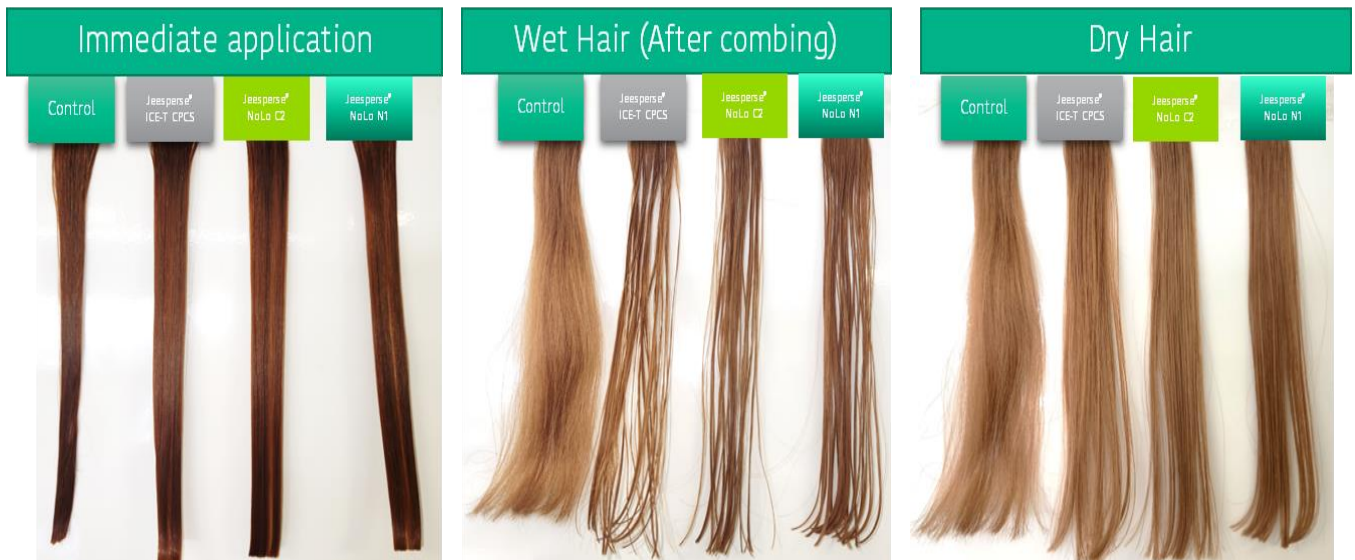 Immediate application
Control
Jeesperse®
ICE-T CPCS
Jeesperse®
NoLo C2
Jeesperse®
NoLo N1
Wet Hair (After combing)
Control
Jeesperse®
ICE-T CPCS
Jeesperse®
NoLo C2
Jeesperse®
NoLo N1
Dry Hair
Control
Jeesperse®
ICE-T CPCS
Jeesperse®
NoLo C2
Jeesperse®
NoLo N1